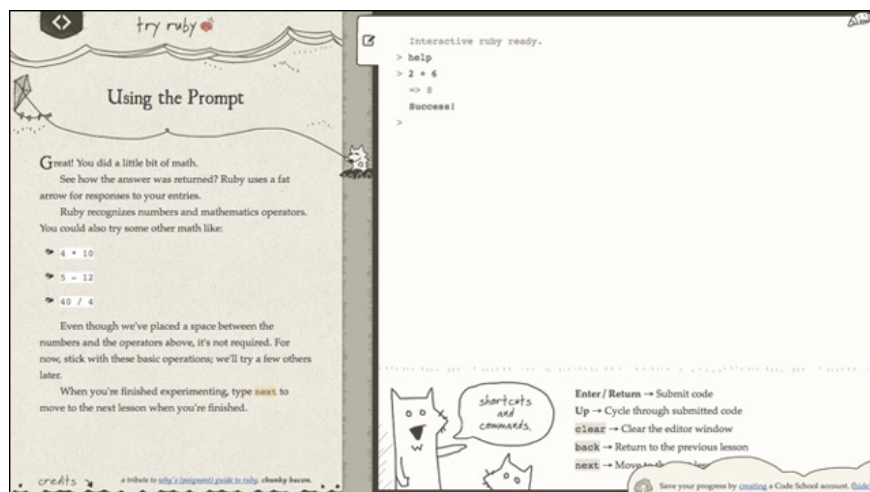 try ruby
Using the Prompt
Great! You did a little bit of math.
See how the answer was returned? Ruby uses a fat
arrow for responses to your entries.
Ruby recognizes numbers and mathematics operators.
You could also try some other math like:
4 * 10
5 - 12
40 / 4
Even though we've placed a space between the
numbers and the operators above, it's not required. For
now, stick with these basic operations; we'll try a few others
later.
When you're finished experimenting, type next to
move to the next lesson when you're finished.
credits
a tribute to why's (poignant) guide to ruby. chunky bacon.
Interactive ruby ready.
> help
> 2 + 6
=> 8
Success!
>
shortcuts
and
commands.
Enter / Return → Submit code
Up → Cycle through submitted code
clear → Clear the editor window
back → Return to the previous lesson
next → Move
Save your progress by creating a Code School account. (hide)